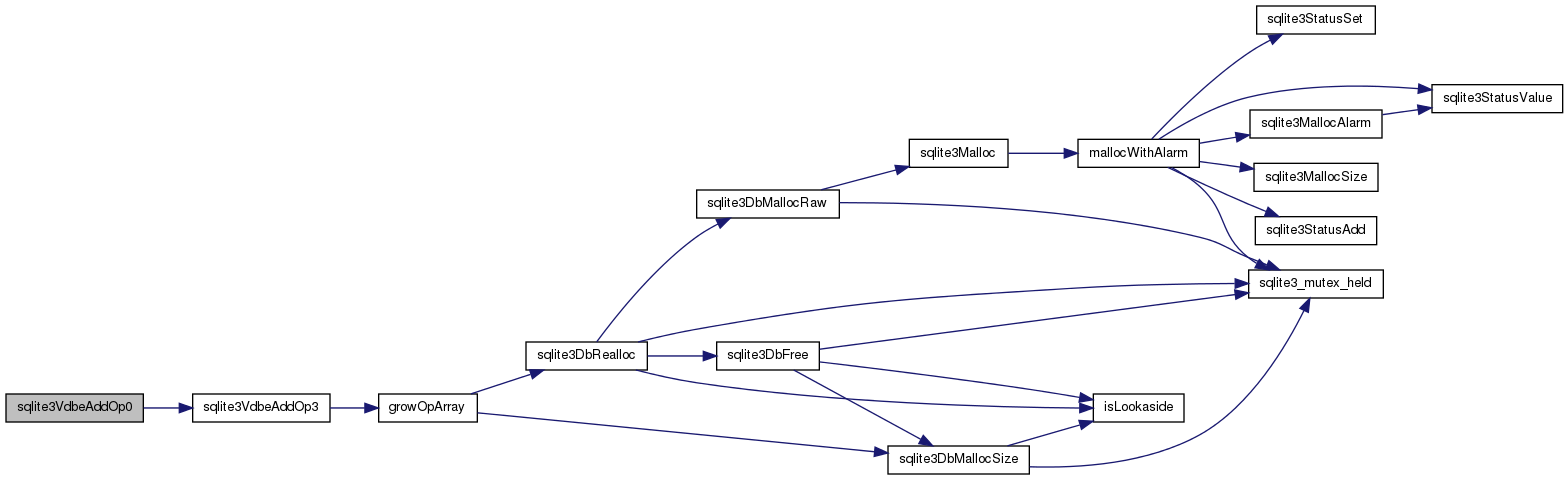 sqlite3StatusSet
sqlite3StatusValue
sqlite3MallocAlarm
sqlite3Malloc
mallocWithAlarm
sqlite3MallocSize
sqlite3DbMallocRaw
sqlite3StatusAdd
sqlite3_mutex_held
sqlite3DbRealloc
sqlite3DbFree
sqlite3VdbeAddOp0
sqlite3VdbeAddOp3
growOpArray
isLookaside
sqlite3DbMallocSize